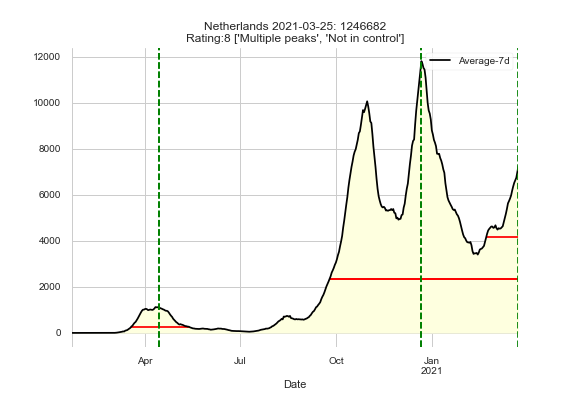 Netherlands 2021-03-25: 1246682
Rating:8 ['Multiple peaks', 'Not in control']
12000
Average-7d
10000
8000
6000
4000
2000
0
Apr
Jul
Oct
Jan
2021
Date